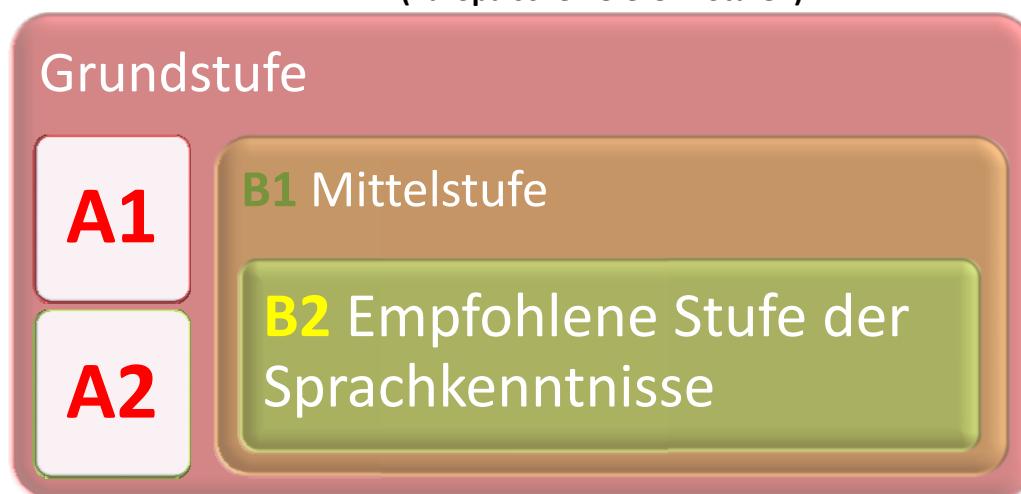 Grundstufe
A1
B1 Mittelstufe
B2 Empfohlene Stufe der
Sprachkenntnisse
A2